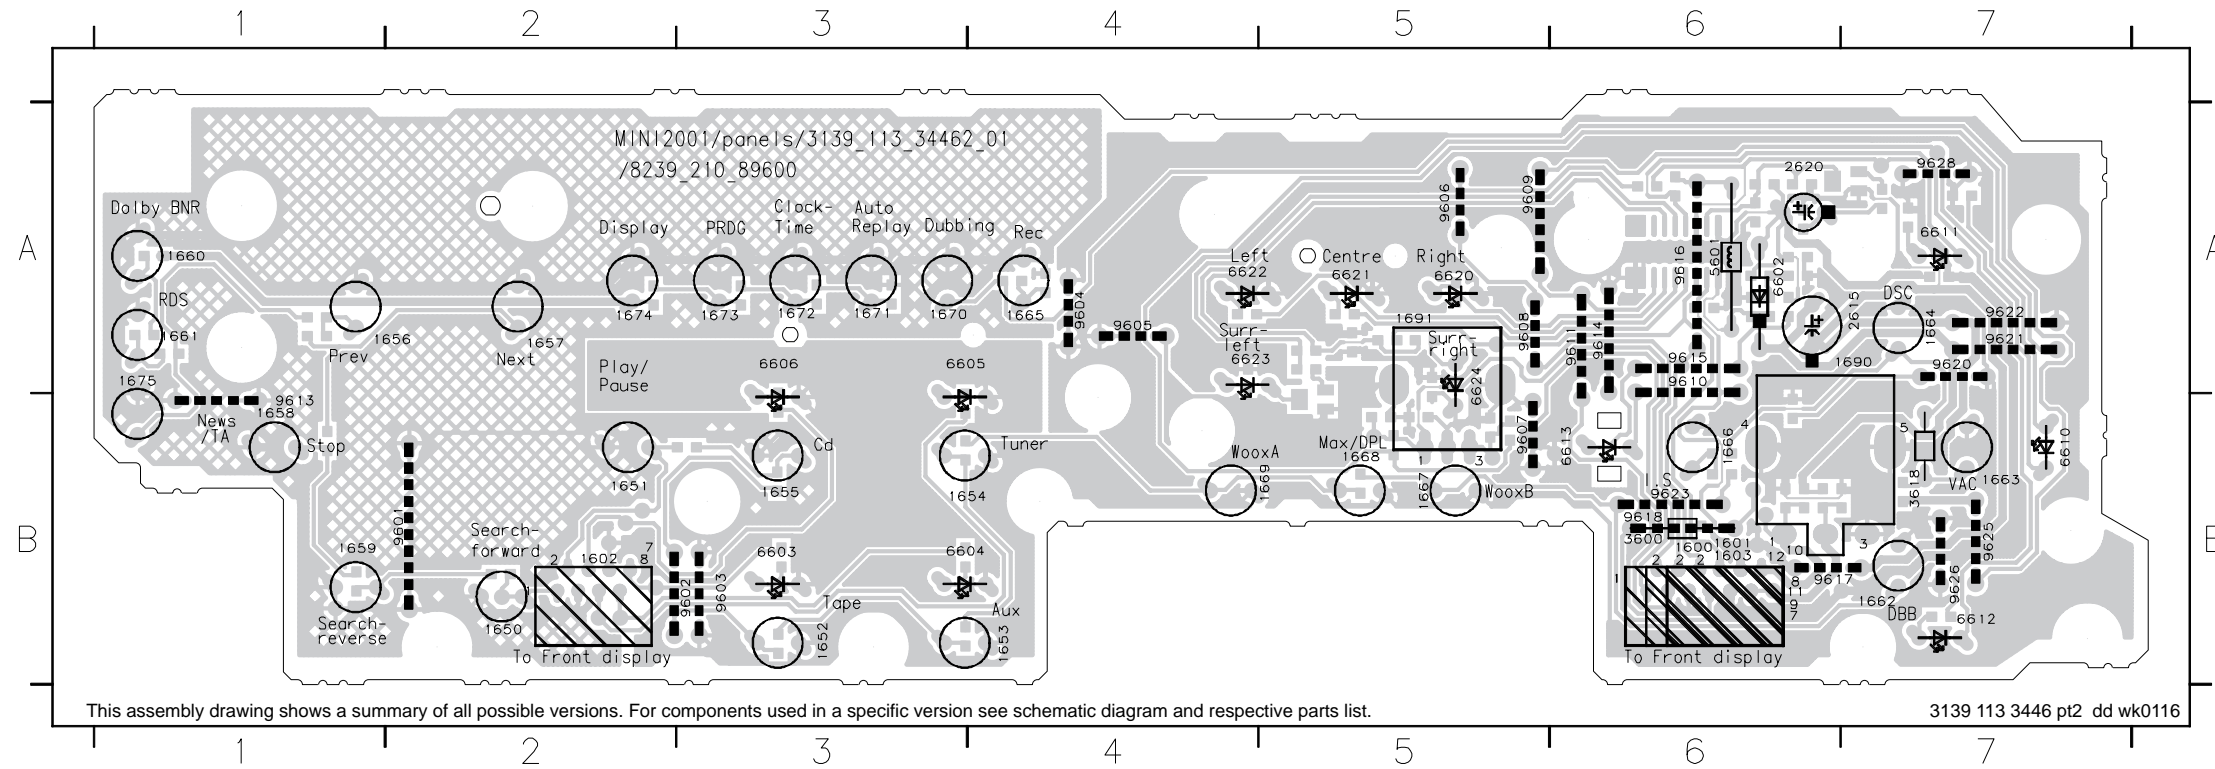 1 2 3 4 5 6 7
MINI2001/panels/3139_113_34462_01
/8239_210_89600
2620
9628
Dolby BNR
Display
PRDG
Clock-
Time
Auto
Replay
Dubbing
Rec
9606
9609
A
1660
Left
6622
Centre
6621
Right
6620
9616
5601
6602
6611
A
RDS
1661
1656
Prev
1657
Next
1674
1673
1672
1671
1670
1665
9604
9605
Surr-
left
6623
1691
Surr-
right
6624
9608
9611
9614
2615
DSC
1664
9622
9621
1675
Play/
Pause
6606
6605
9615
9610
1690
9620
9613
1658
News
/TA
Stop
1651
Cd
1655
Tuner
1654
WooxA
1669
Max/DPL
1668
1 3
1667
WooxB
9607
6613
1666
4
5
3618
VAC
1663
6610
I.S
9623
B
1659
9601
Search-
forward
2 1602 7
8
6603
6604
9618
3600
1600
1601
1603
1
10
12
3
9625
Search-
reverse
1650
1
9602
9603
Tape
1652
Aux
1653
1 2 2 2
8
11
9
7
9617
1662
DBB
9626
6612
B
To Front display
To Front display
This assembly drawing shows a summary of all possible versions. For components used in a specific version see schematic diagram and respective parts list.
3139 113 3446 pt2 dd wk0116
1 2 3 4 5 6 7